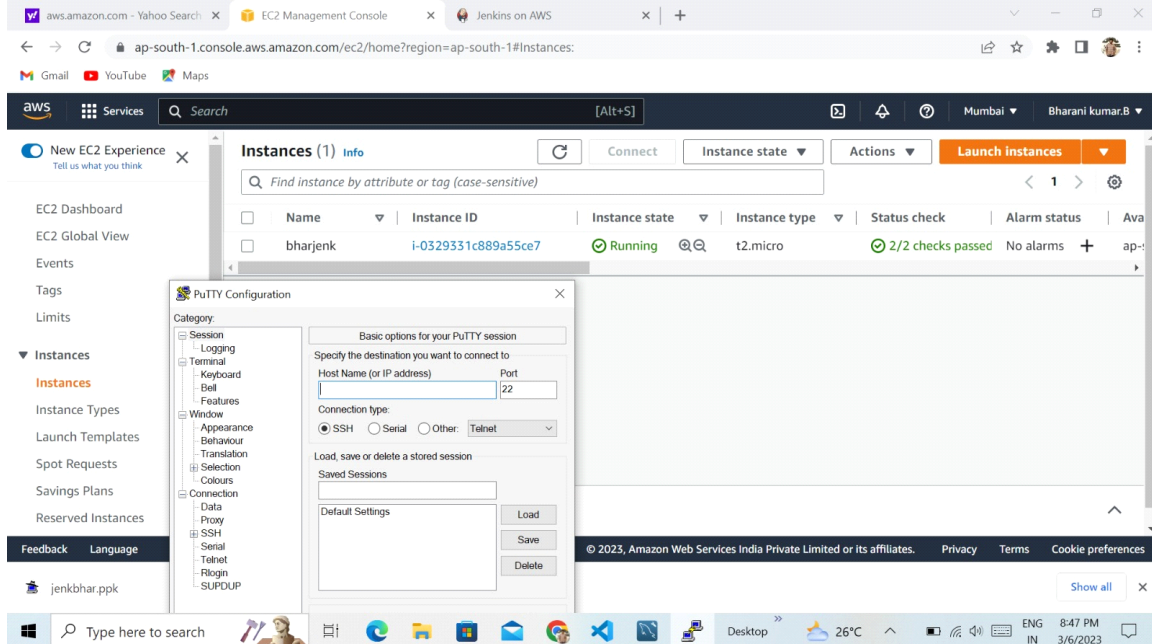 aws.amazon.com - Yahoo Search
EC2 Management Console
Jenkins on AWS
ap-south-1.console.aws.amazon.com/ec2/home?region=ap-south-1#Instances:
Gmail YouTube Maps
aws Services Search [Alt+S] Mumbai Bharani kumar.B
New EC2 Experience
Tell us what you think
EC2 Dashboard
EC2 Global View
Events
Tags
Limits
Instances
Instances
Instance Types
Launch Templates
Spot Requests
Savings Plans
Reserved Instances
Instances (1) Info
Connect Instance state Actions Launch instances
Find instance by attribute or tag (case-sensitive)
1
Name Instance ID Instance state Instance type Status check Alarm status Ava
bharjenk i-0329331c889a55ce7 Running t2.micro 2/2 checks passed No alarms ap-s
PuTTY Configuration
Category:
Session
Logging
Terminal
Keyboard
Bell
Features
Window
Appearance
Behaviour
Translation
Selection
Colours
Connection
Data
Proxy
SSH
Serial
Telnet
Rlogin
SUPDUP
Basic options for your PuTTY session
Specify the destination you want to connect to
Host Name (or IP address) Port
22
Connection type:
SSH Serial Other: Telnet
Load, save or delete a stored session
Saved Sessions
Default Settings
Load
Save
Delete
Feedback Language © 2023, Amazon Web Services India Private Limited or its affiliates. Privacy Terms Cookie preferences
jenkbhar.ppk Show all
Type here to search Desktop 26°C ENG 8:47 PM
IN 3/6/2023